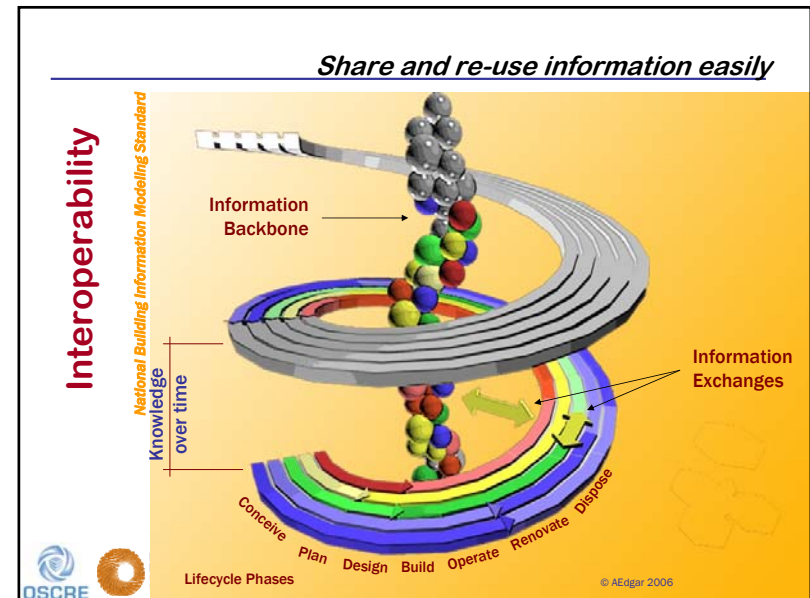 Share and re-use information easily
Interoperability
National Building Information Modeling Standard
Information
Backbone
Information
Exchanges
Knowledge
over time
Conceive
Plan
Design
Build
Operate
Renovate
Dispose
Lifecycle Phases
© AEdgar 2006
OSCRE